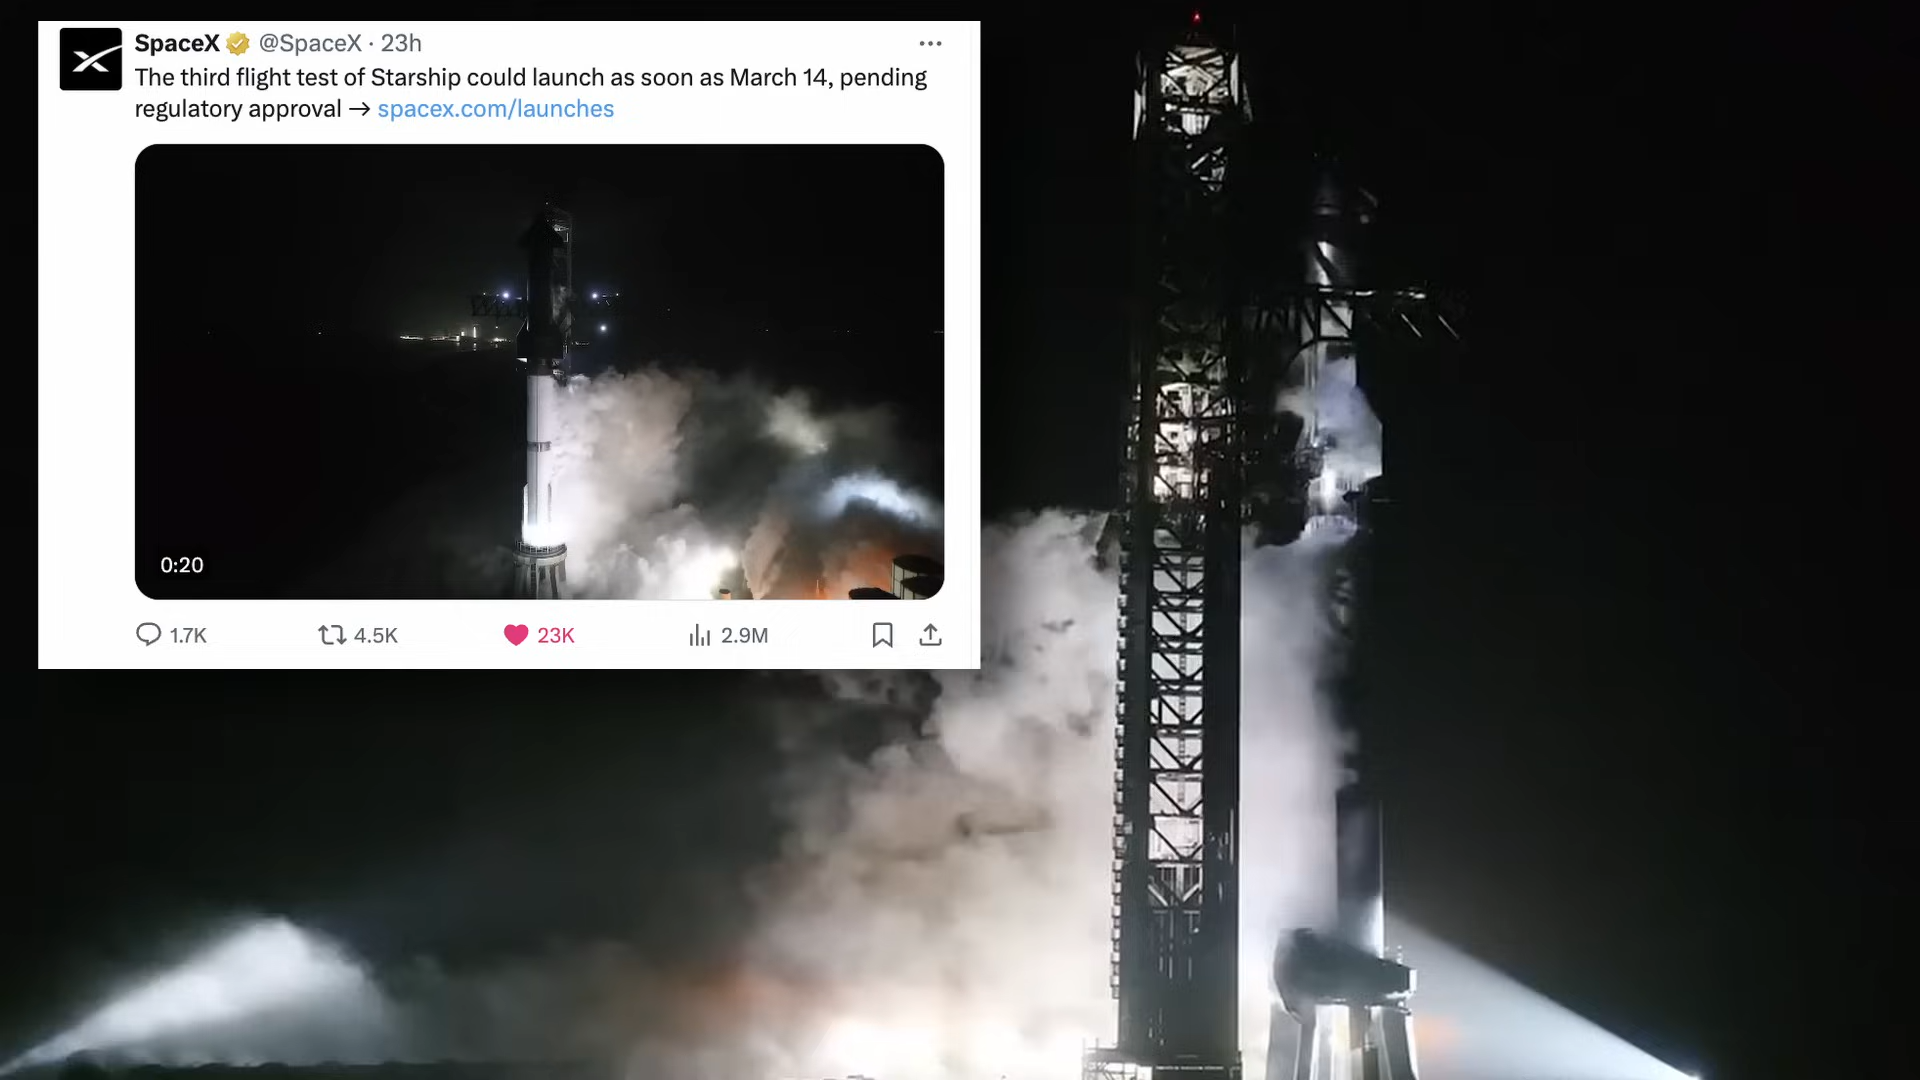 SpaceX @SpaceX · 23h
The third flight test of Starship could launch as soon as March 14, pending
regulatory approval → spacex.com/launches
0:20
1.7K 4.5K 23K 2.9M